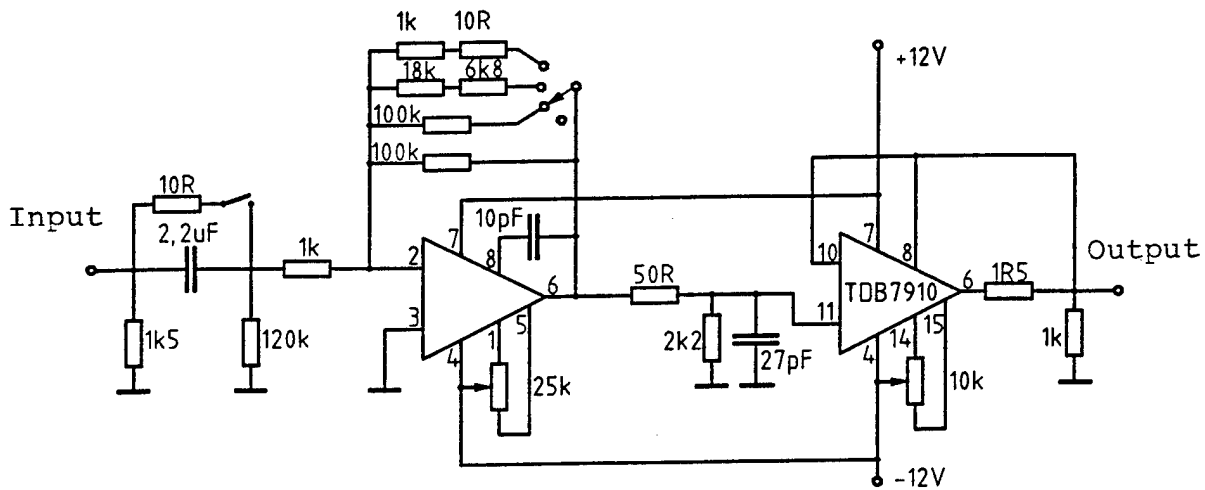 1k 10R
18k 6k8
100k
100k
+12V
10R
Input
2,2uF
1k
10pF
1k5
120k
2
3
7
8
6
5
1
4
25k
50R
2k2
27pF
10
11
7
8
TDB7910
6
15
14
4
10k
1R5
Output
1k
-12V